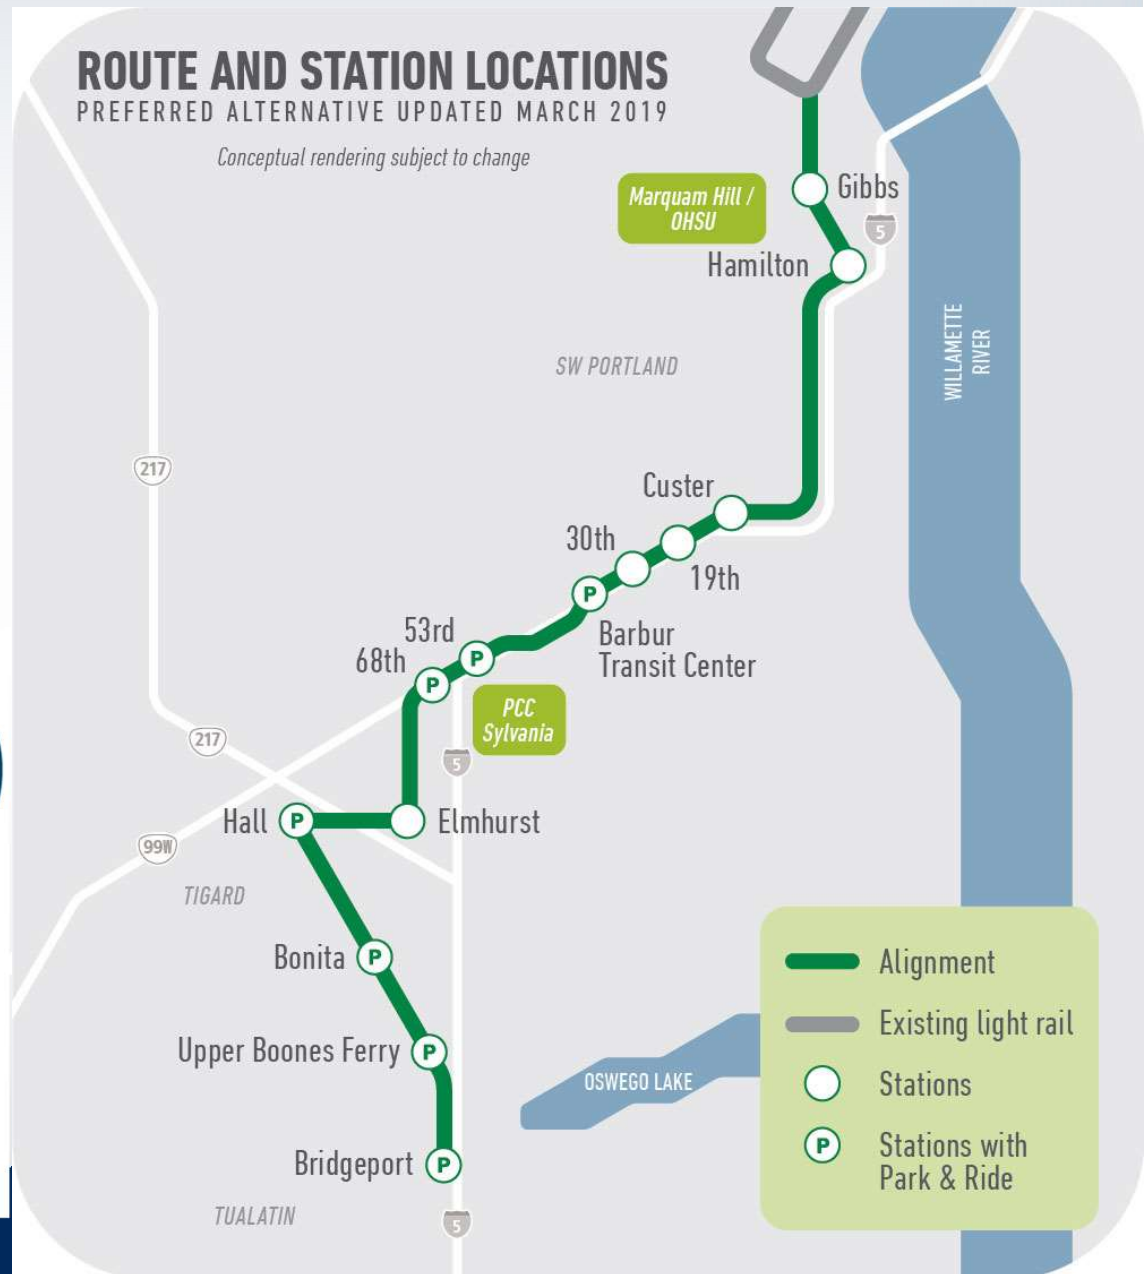 ROUTE AND STATION LOCATIONS
PREFERRED ALTERNATIVE UPDATED MARCH 2019
Conceptual rendering subject to change
Marquam Hill /
OHSU
Gibbs
5
Hamilton
WILLAMETTE
RIVER
SW PORTLAND
217
Custer
30th
19th
P
Barbur
Transit Center
53rd
P
68th
P
PCC
Sylvania
217
5
Hall
P
Elmhurst
99W
TIGARD
Bonita
P
Upper Boones Ferry
P
OSWEGO LAKE
Bridgeport
P
TUALATIN
5
Alignment
Existing light rail
Stations
P
Stations with
Park & Ride